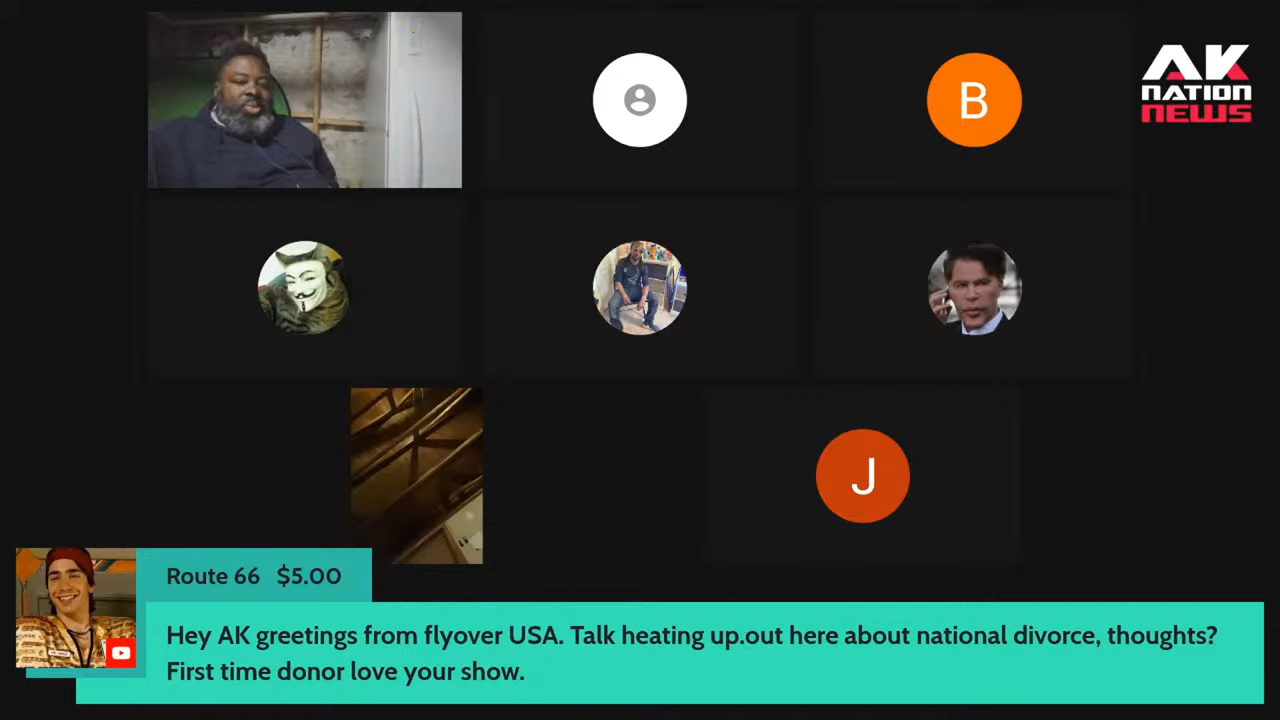 AK
NATION
NEWS
B
J
Route 66 $5.00
Hey AK greetings from flyover USA. Talk heating up.out here about national divorce, thoughts?
First time donor love your show.